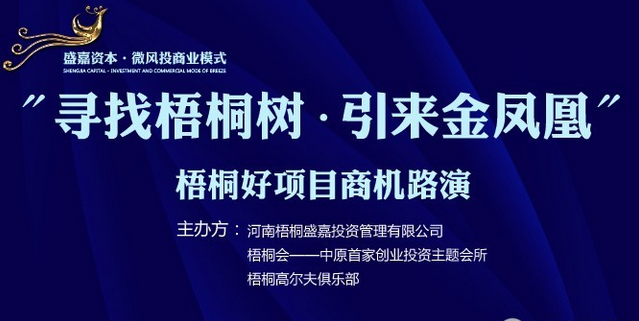 盛嘉资本·微风投商业模式
SHENGJIA CAPITAL - INVESTMENT AND COMMERCIAL MODE OF BREEZE
"寻找梧桐树·引来金凤凰"
梧桐好项目商机路演
主办方：河南梧桐盛嘉投资管理有限公司
梧桐会——中原首家创业投资主题会所
梧桐高尔夫俱乐部